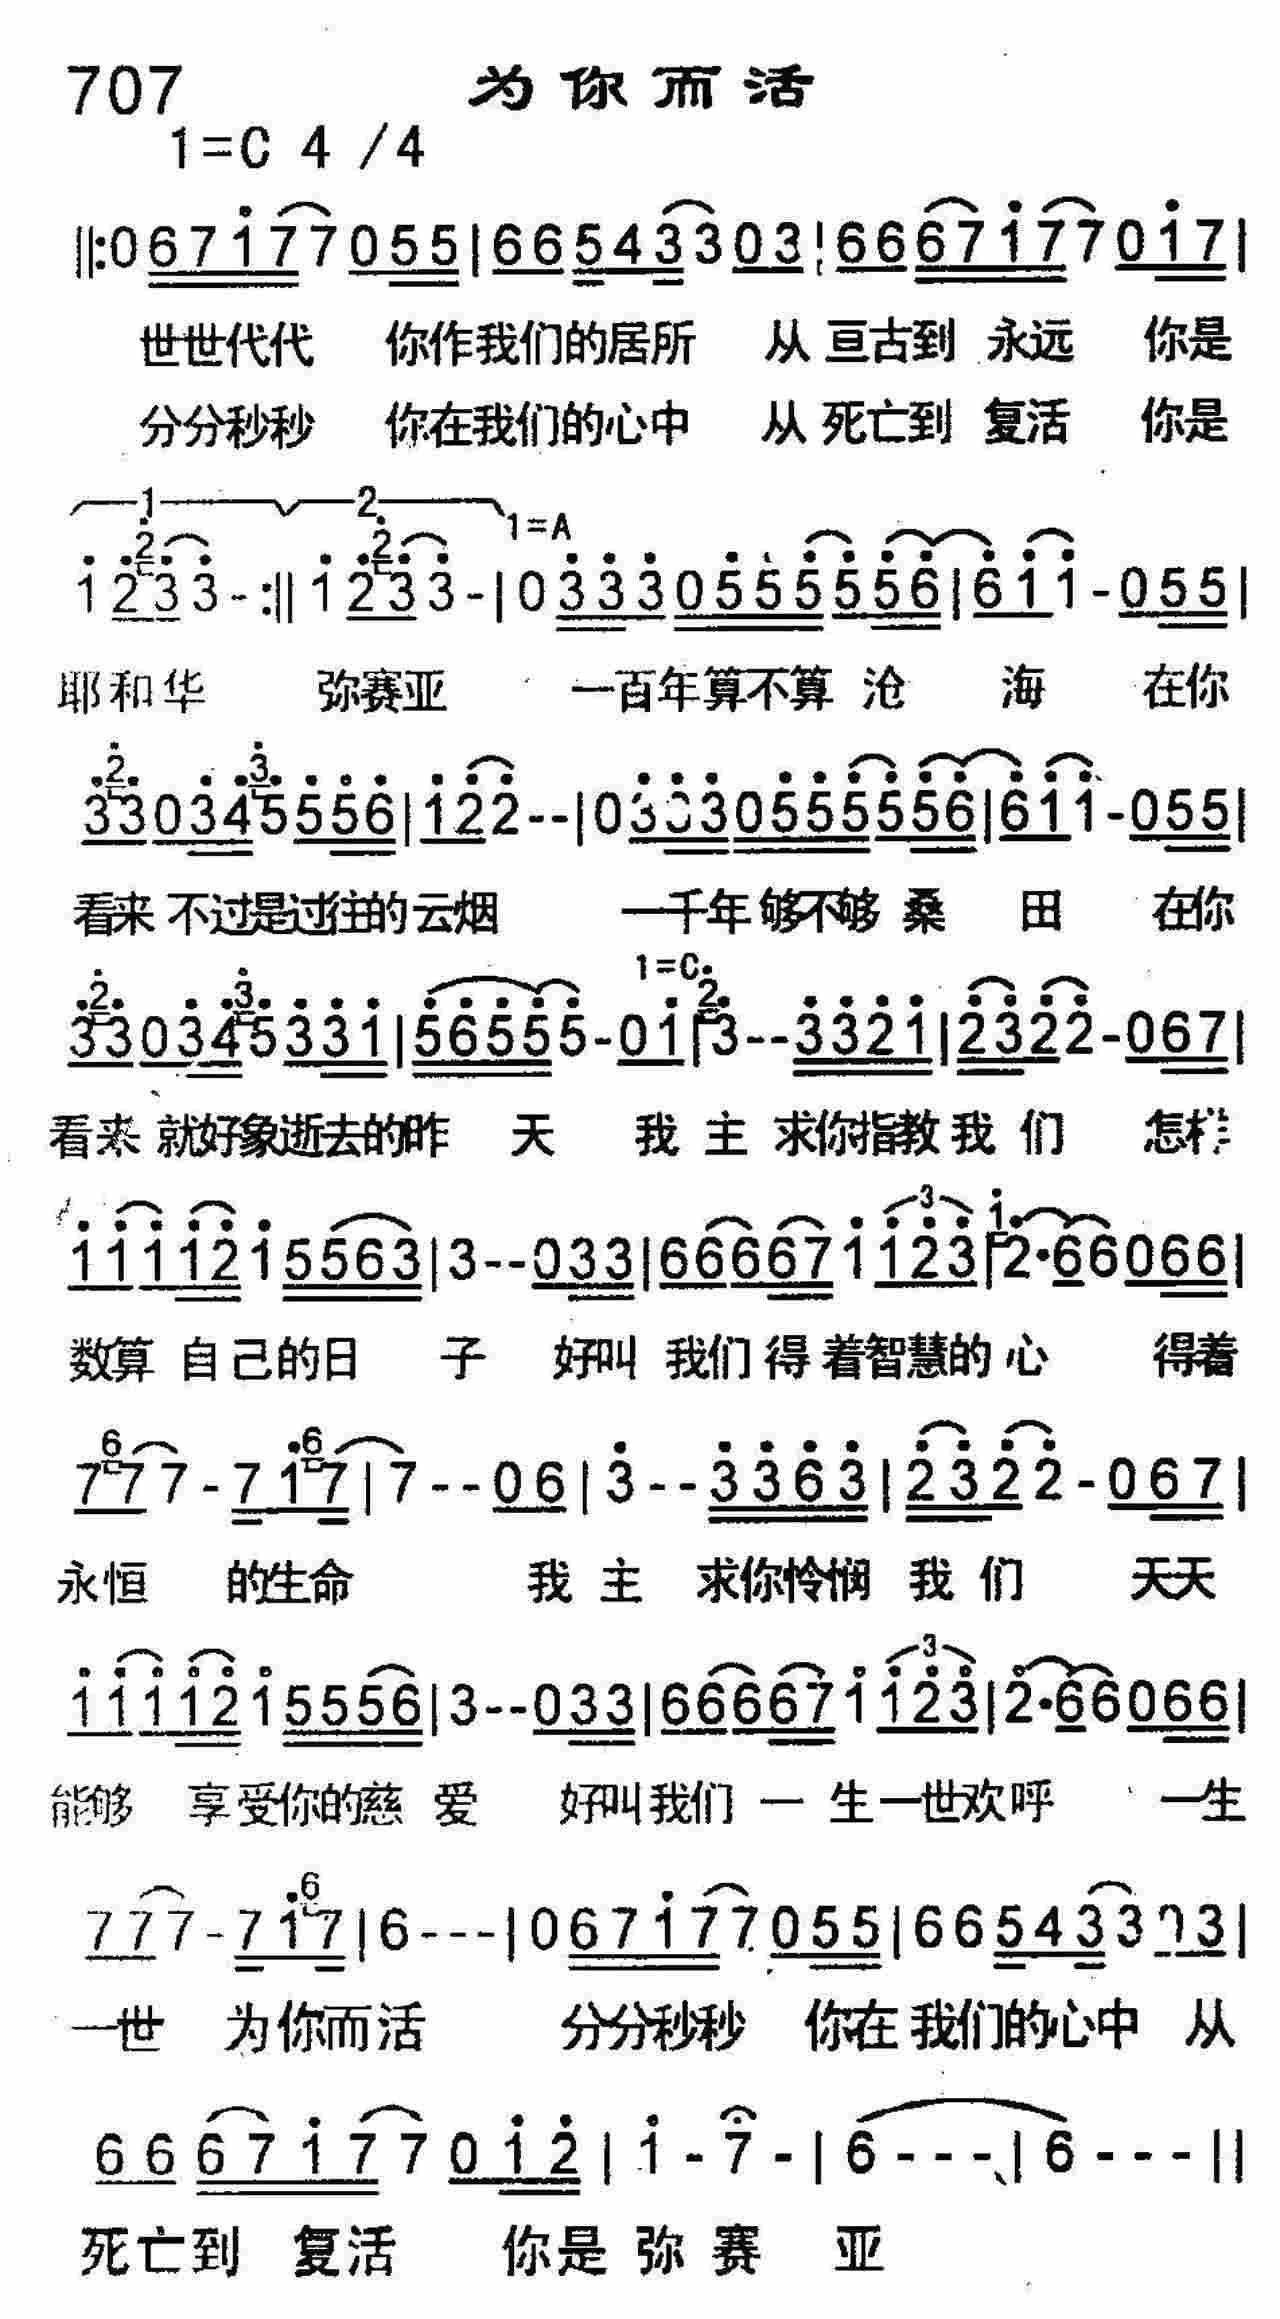 707 为你而活
1=C 4/4
‖:0 6 7 1 7 7 0 5 5 | 6 6 5 4 3 3 0 3 | 6 6 6 7 1 7 7 0 1 7 |
世世代代 你作我们的居所 从亘古到永远 你是
分分秒秒 你在我们的心中 从死亡到复活 你是
1 2
1=A
1 2 2 3 3 - :‖ 1 2 2 3 3 - | 0 3 3 3 0 5 5 5 5 5 6 | 6 1 1 - 0 5 5 |
耶和华 弥赛亚 一百年算不算沧海 在你
3 2 3 0 3 4 3 5 5 5 6 | 1 2 2 - - | 0 3 3 3 0 5 5 5 5 5 6 | 6 1 1 - 0 5 5 |
看来不过是过往的云烟 一千年够不够桑田 在你
1=C
3 2 3 0 3 4 3 5 3 3 1 | 5 6 5 5 5 - 0 1 | 2 3 - - 3 3 2 1 | 2 3 2 2 - 0 6 7 |
看来就好象逝去的昨天 我主求你指教我们 怎样
1 1 1 1 2 1 5 5 6 3 | 3 - - 0 3 3 | 6 6 6 6 7 1 1 2 3 | 1 2· 6 6 0 6 6 |
数算自己的日子 好叫我们得着智慧的心 得着
7 6 7 7 - 7 1 6 7 | 7 - - 0 6 | 3 - - 3 3 6 3 | 2 3 2 2 - 0 6 7 |
永恒 的生命 我主求你怜悯我们 天天
1 1 1 1 2 1 5 5 5 6 | 3 - - 0 3 3 | 6 6 6 6 7 1 1 2 3 | 2· 6 6 0 6 6 |
能够享受你的慈爱 好叫我们一生一世欢呼 一生
7 7 7 - 7 1 6 7 | 6 - - - | 0 6 7 1 7 7 0 5 5 | 6 6 5 4 3 3 0 3 |
一世 为你而活 分分秒秒 你在我们的心中 从
6 6 6 7 1 7 7 0 1 2 | 1 - 7 - | 6 - - - | 6 - - - ‖
死亡到复活 你是弥赛亚